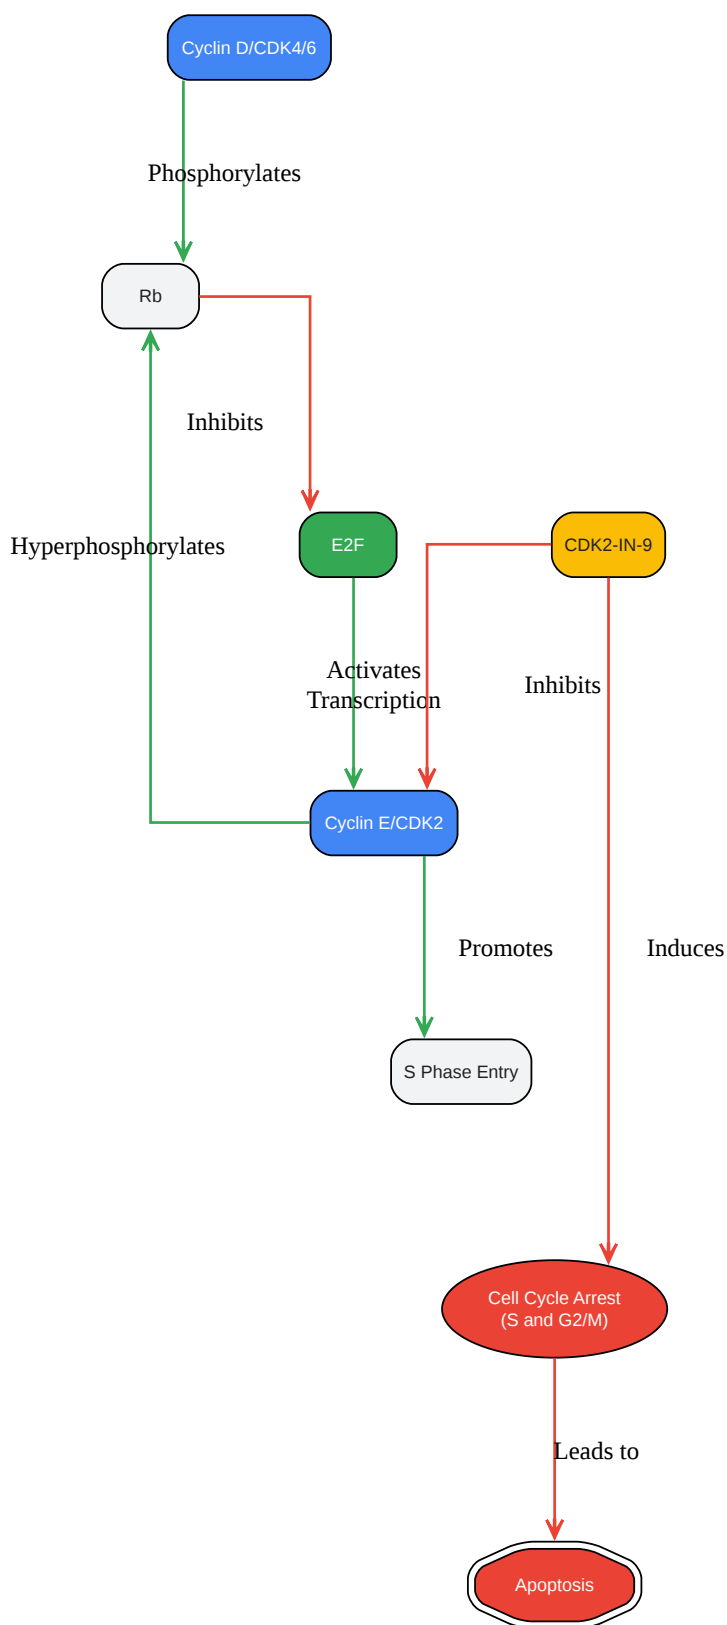 Cyclin D/CDK4/6
Phosphorylates
Rb
Inhibits
Hyperphosphorylates
E2F
CDK2-IN-9
Activates
Transcription
Inhibits
Cyclin E/CDK2
Promotes
Induces
S Phase Entry
Cell Cycle Arrest
(S and G2/M)
Leads to
Apoptosis